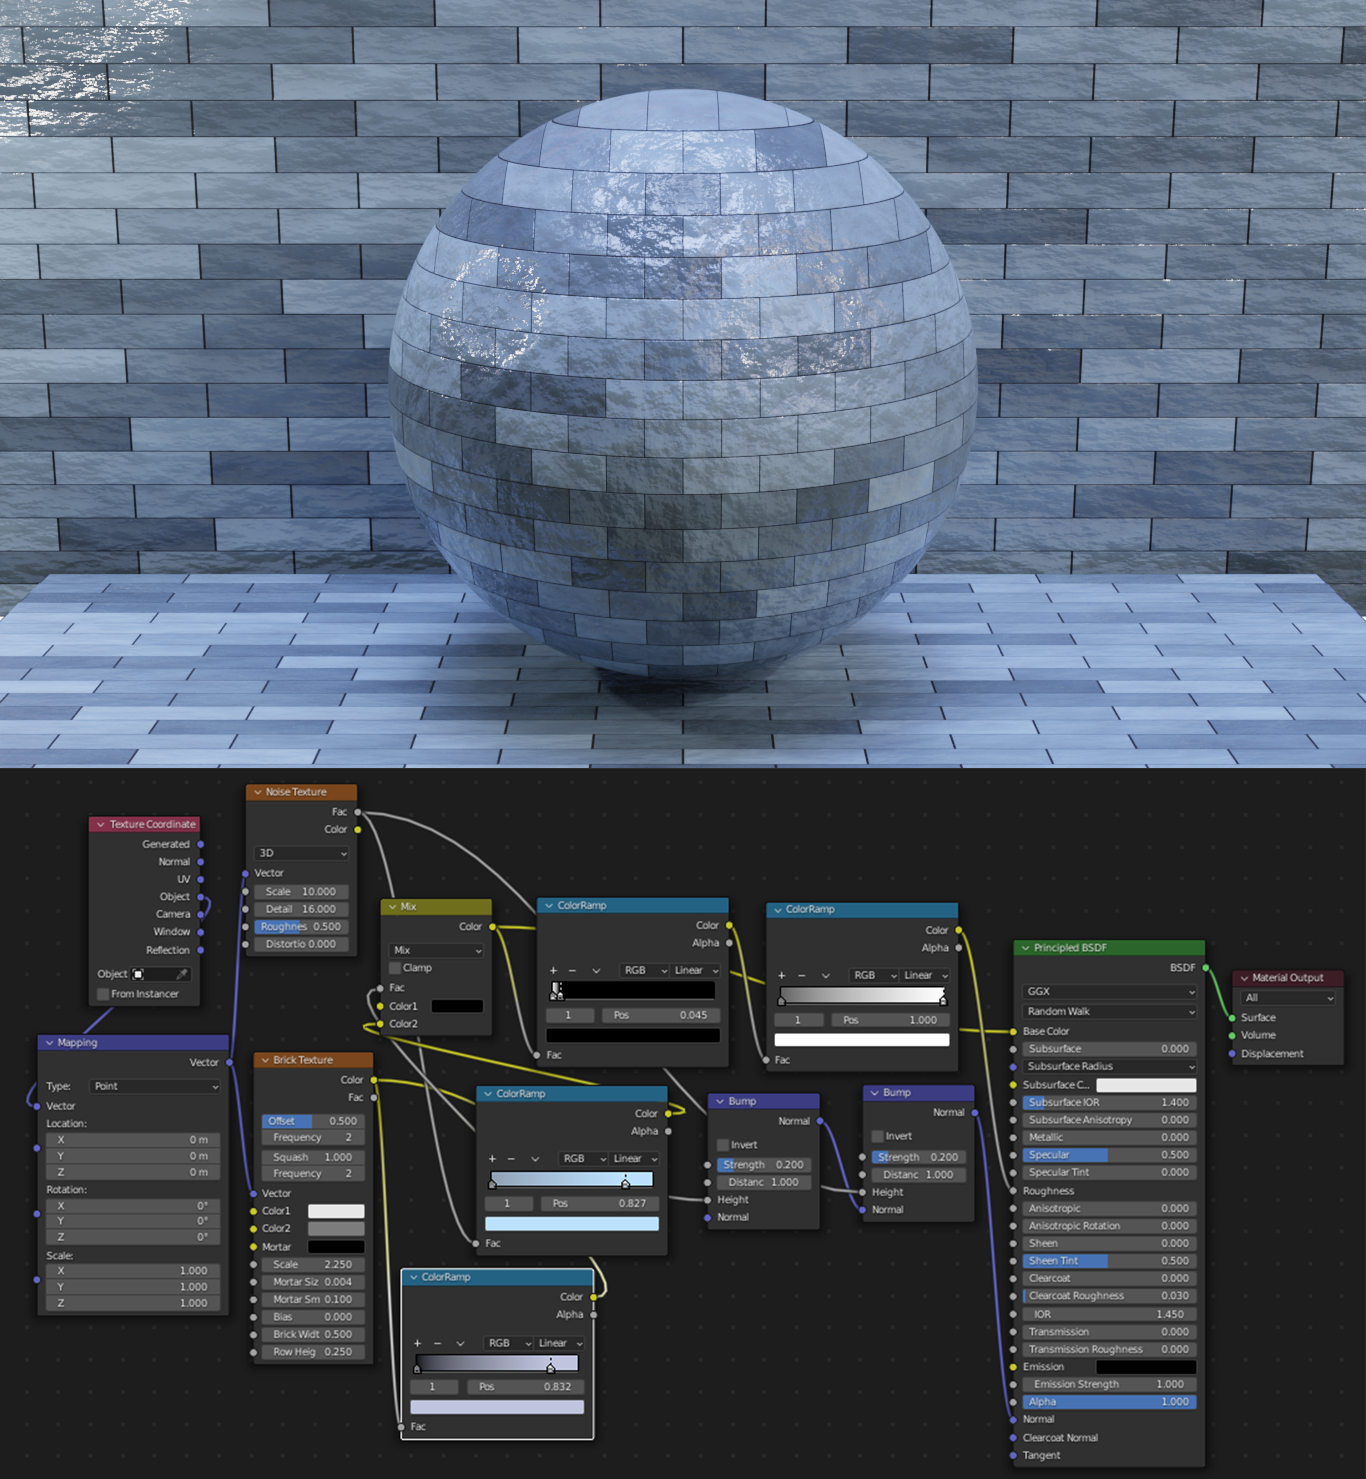 Texture Coordinate
Generated
Normal
UV
Object
Camera
Window
Reflection
Object
From Instancer
Mapping
Vector
Type: Point
Vector
Location:
X 0 m
Y 0 m
Z 0 m
Rotation:
X 0°
Y 0°
Z 0°
Scale:
X 1.000
Y 1.000
Z 1.000
Noise Texture
Fac
Color
3D
Vector
Scale 10.000
Detail 16.000
Roughnes 0.500
Distortio 0.000
Brick Texture
Color
Fac
Offset 0.500
Frequency 2
Squash 1.000
Frequency 2
Vector
Color1
Color2
Mortar
Scale 2.250
Mortar Siz 0.004
Mortar Sm 0.100
Bias 0.000
Brick Widt 0.500
Row Heig 0.250
Mix
Color
Mix
Clamp
Fac
Color1
Color2
ColorRamp
Color
Alpha
RGB Linear
1 Pos 0.045
Fac
ColorRamp
Color
Alpha
RGB Linear
1 Pos 1.000
Fac
ColorRamp
Color
Alpha
RGB Linear
1 Pos 0.827
Fac
ColorRamp
Color
Alpha
RGB Linear
1 Pos 0.832
Fac
Bump
Normal
Invert
Strength 0.200
Distanc 1.000
Height
Normal
Bump
Normal
Invert
Strength 0.200
Distanc 1.000
Height
Normal
Principled BSDF
BSDF
GGX
Random Walk
Base Color
Subsurface 0.000
Subsurface Radius
Subsurface C...
Subsurface IOR 1.400
Subsurface Anisotropy 0.000
Metallic 0.000
Specular 0.500
Specular Tint 0.000
Roughness
Anisotropic 0.000
Anisotropic Rotation 0.000
Sheen 0.000
Sheen Tint 0.500
Clearcoat 0.000
Clearcoat Roughness 0.030
IOR 1.450
Transmission 0.000
Transmission Roughness 0.000
Emission
Emission Strength 1.000
Alpha 1.000
Normal
Clearcoat Normal
Tangent
Material Output
All
Surface
Volume
Displacement